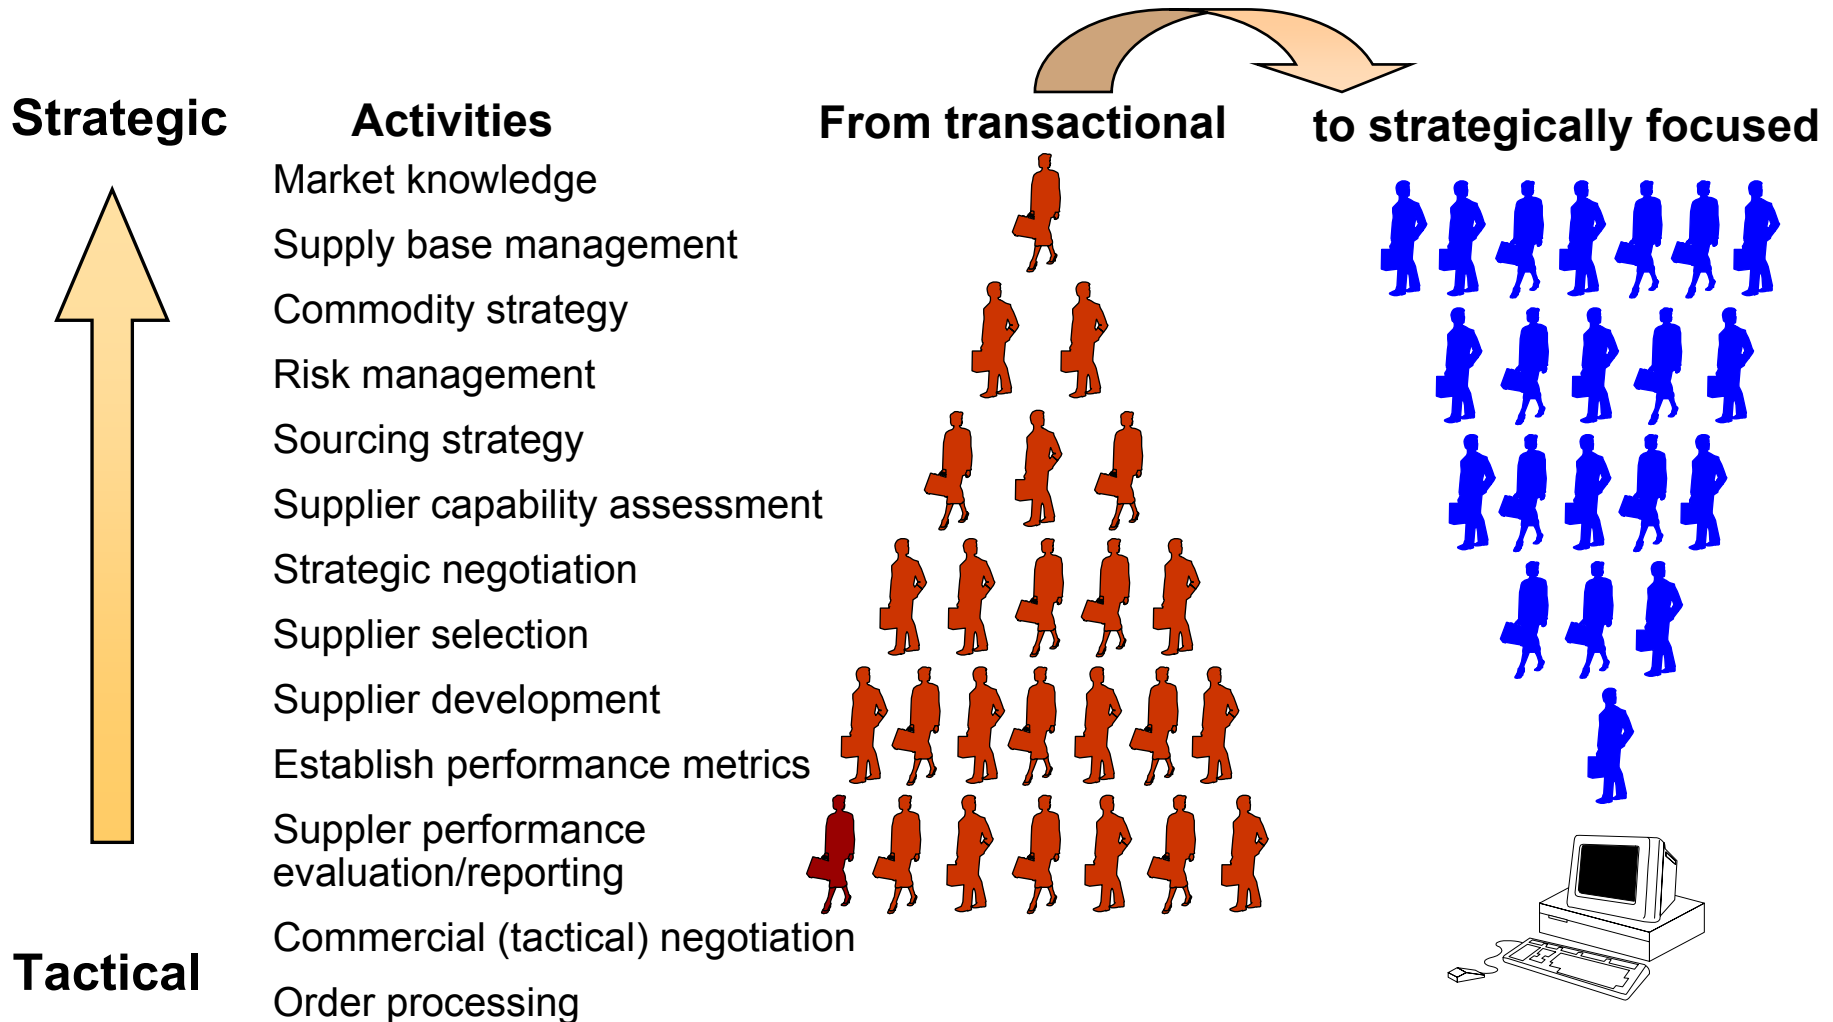 Strategic
Activities
From transactional
to strategically focused
Market knowledge
Supply base management
Commodity strategy
Risk management
Sourcing strategy
Supplier capability assessment
Strategic negotiation
Supplier selection
Supplier development
Establish performance metrics
Suppler performance
evaluation/reporting
Commercial (tactical) negotiation
Tactical
Order processing